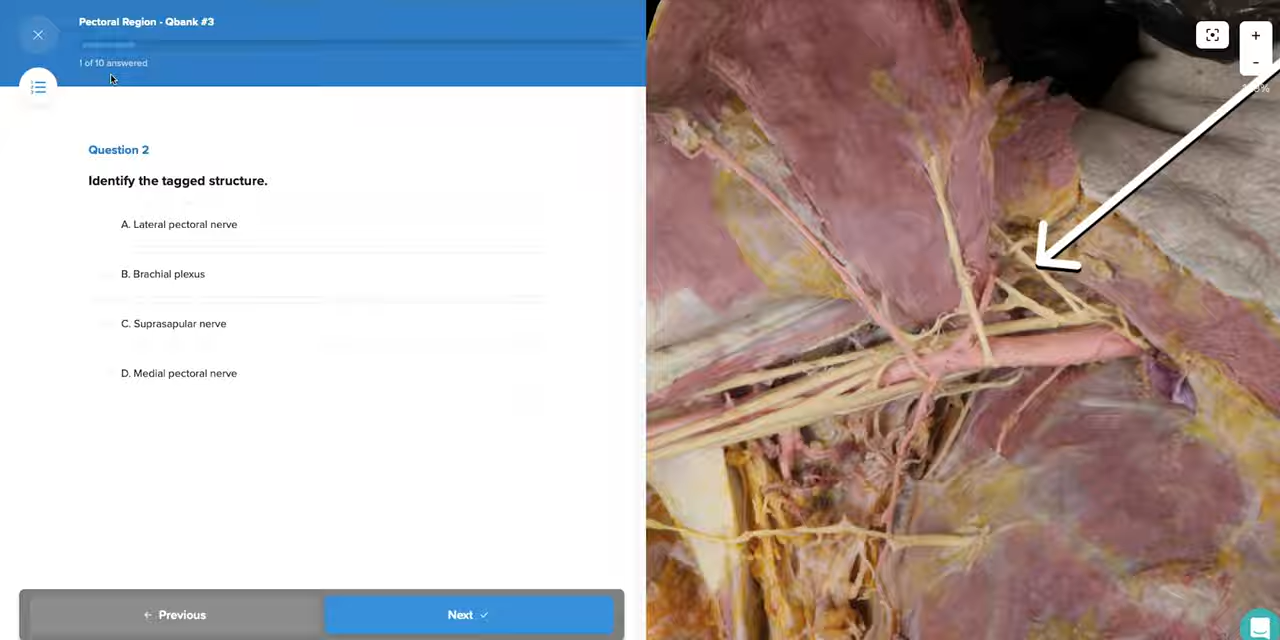 Pectoral Region - Qbank #3
1 of 10 answered
Question 2
Identify the tagged structure.
A. Lateral pectoral nerve
B. Brachial plexus
C. Suprasapular nerve
D. Medial pectoral nerve
Previous
Next